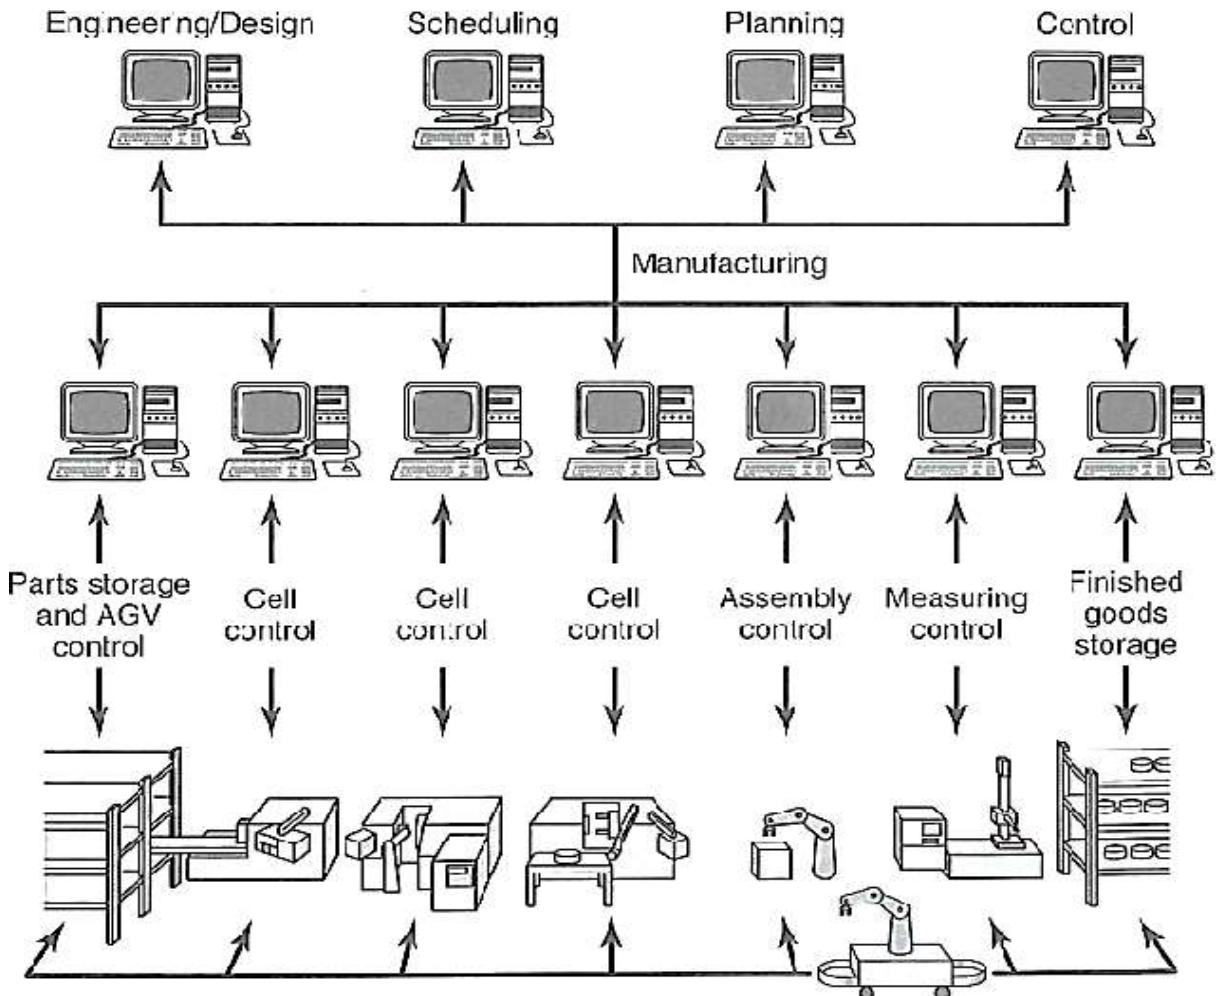 Engineering/Design
Scheduling
Planning
Control
Manufacturing
Parts storage
and AGV
control
Cell
control
Cell
control
Cell
control
Assembly
control
Measuring
control
Finished
goods
storage